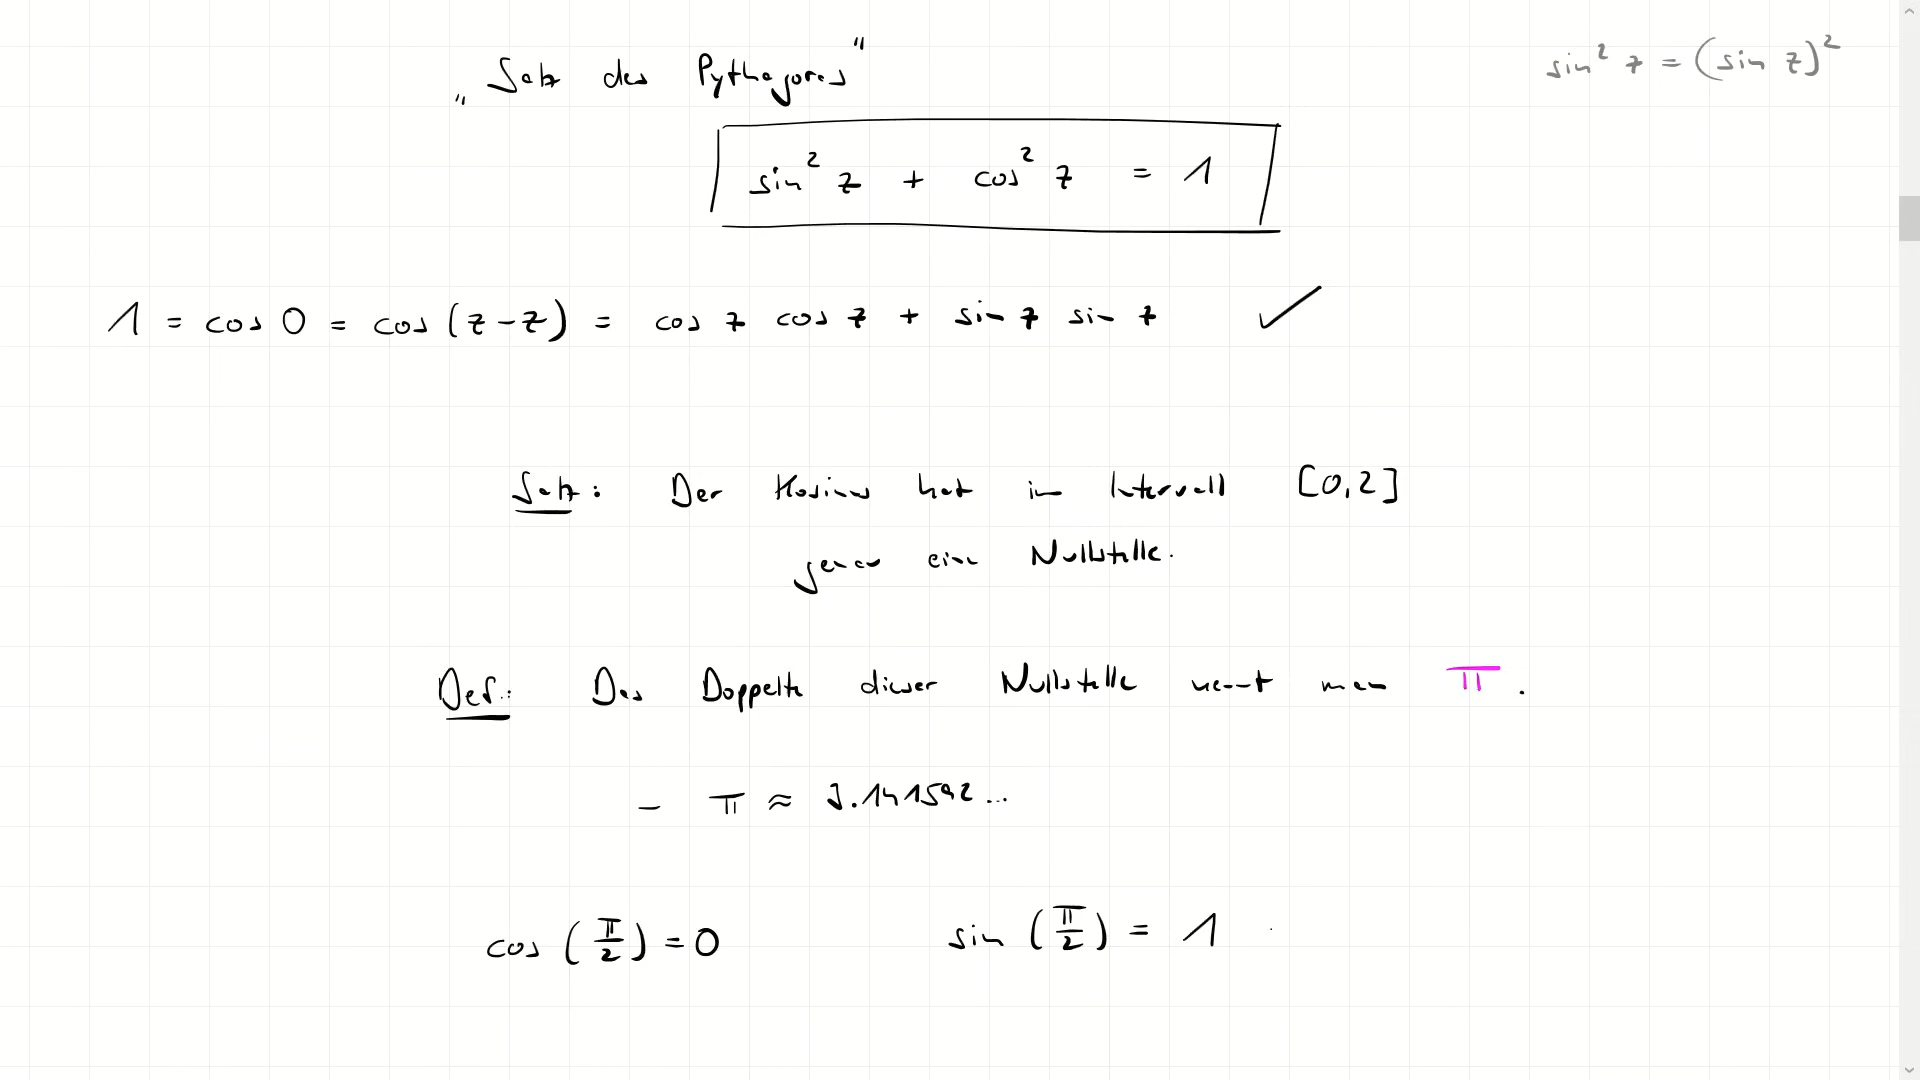 „Satz des Pythagoras"
sin² z = (sin z)²
sin² z + cos² z = 1
1 = cos 0 = cos (z-z) = cos z cos z + sin z sin z ✓
Satz: Der Kosinus hat im Intervall [0,2]
genau eine Nullstelle.
Def.: Das Doppelte dieser Nullstelle nennt man π.
- π ≈ 3.141592...
cos (π/2) = 0 sin (π/2) = 1